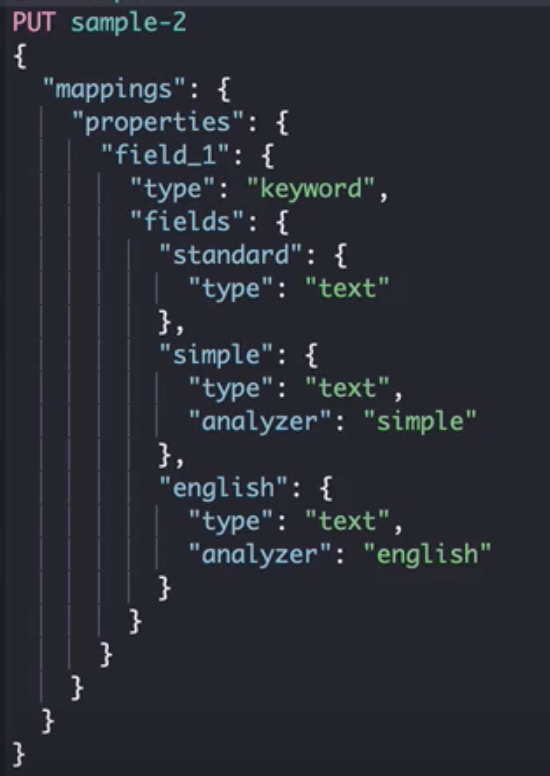 PUT sample-2
{
  "mappings": {
    "properties": {
      "field_1": {
        "type": "keyword",
        "fields": {
          "standard": {
            "type": "text"
          },
          "simple": {
            "type": "text",
            "analyzer": "simple"
          },
          "english": {
            "type": "text",
            "analyzer": "english"
          }
        }
      }
    }
  }
}